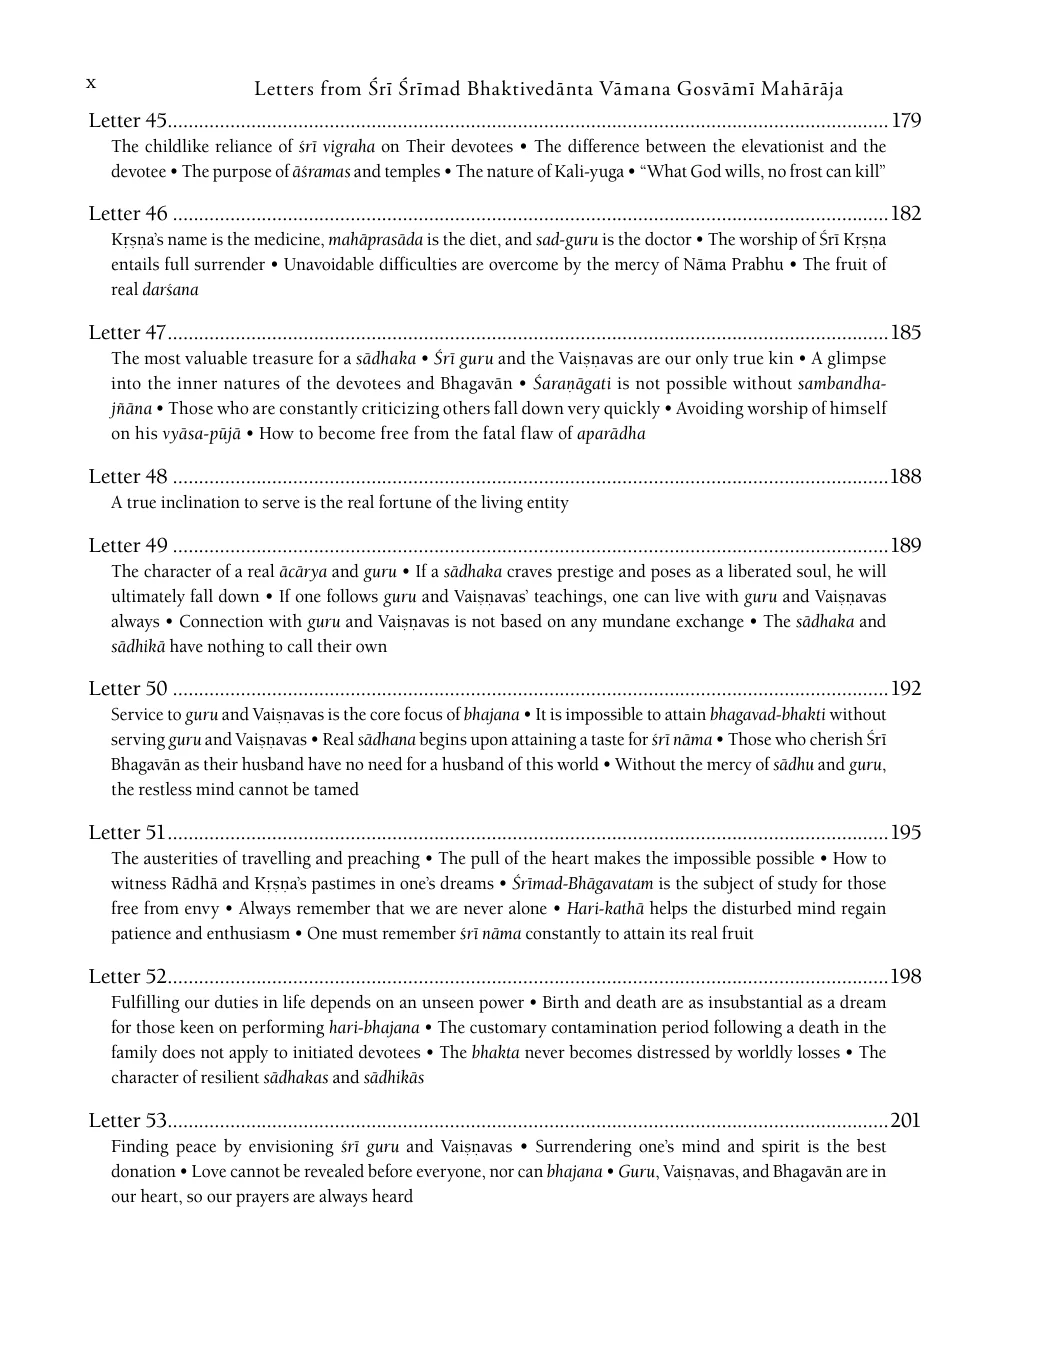 x
Letters from Śrī Śrīmad Bhaktivedānta Vāmana Gosvāmī Mahārāja
Letter 45.......................................................................................................................................... 179
The childlike reliance of śrī vigraha on Their devotees • The difference between the elevationist and the
devotee • The purpose of āśramas and temples • The nature of Kali-yuga • “What God wills, no frost can kill”
Letter 46 .........................................................................................................................................182
Kṛṣṇa’s name is the medicine, mahāprasāda is the diet, and sad-guru is the doctor • The worship of Śrī Kṛṣṇa
entails full surrender • Unavoidable difficulties are overcome by the mercy of Nāma Prabhu • The fruit of
real darśana
Letter 47..........................................................................................................................................185
The most valuable treasure for a sādhaka • Śrī guru and the Vaiṣṇavas are our only true kin • A glimpse
into the inner natures of the devotees and Bhagavān • Śaraṇāgati is not possible without sambandha-
jñāna • Those who are constantly criticizing others fall down very quickly • Avoiding worship of himself
on his vyāsa-pūjā • How to become free from the fatal flaw of aparādha
Letter 48 .........................................................................................................................................188
A true inclination to serve is the real fortune of the living entity
Letter 49 .........................................................................................................................................189
The character of a real ācārya and guru • If a sādhaka craves prestige and poses as a liberated soul, he will
ultimately fall down • If one follows guru and Vaiṣṇavas’ teachings, one can live with guru and Vaiṣṇavas
always • Connection with guru and Vaiṣṇavas is not based on any mundane exchange • The sādhaka and
sādhikā have nothing to call their own
Letter 50 .........................................................................................................................................192
Service to guru and Vaiṣṇavas is the core focus of bhajana • It is impossible to attain bhagavad-bhakti without
serving guru and Vaiṣṇavas • Real sādhana begins upon attaining a taste for śrī nāma • Those who cherish Śrī
Bhagavān as their husband have no need for a husband of this world • Without the mercy of sādhu and guru,
the restless mind cannot be tamed
Letter 51..........................................................................................................................................195
The austerities of travelling and preaching • The pull of the heart makes the impossible possible • How to
witness Rādhā and Kṛṣṇa’s pastimes in one’s dreams • Śrīmad-Bhāgavatam is the subject of study for those
free from envy • Always remember that we are never alone • Hari-kathā helps the disturbed mind regain
patience and enthusiasm • One must remember śrī nāma constantly to attain its real fruit
Letter 52..........................................................................................................................................198
Fulfilling our duties in life depends on an unseen power • Birth and death are as insubstantial as a dream
for those keen on performing hari-bhajana • The customary contamination period following a death in the
family does not apply to initiated devotees • The bhakta never becomes distressed by worldly losses • The
character of resilient sādhakas and sādhikās
Letter 53..........................................................................................................................................201
Finding peace by envisioning śrī guru and Vaiṣṇavas • Surrendering one’s mind and spirit is the best
donation • Love cannot be revealed before everyone, nor can bhajana • Guru, Vaiṣṇavas, and Bhagavān are in
our heart, so our prayers are always heard